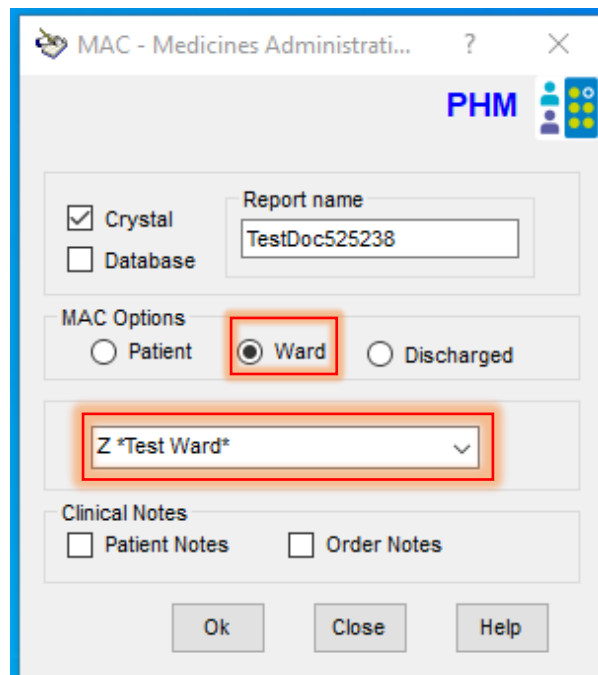 MAC - Medicines Administrati...
PHM
Crystal
Database
Report name
TestDoc525238
MAC Options
Patient
Ward
Discharged
Z *Test Ward*
Clinical Notes
Patient Notes
Order Notes
Ok
Close
Help